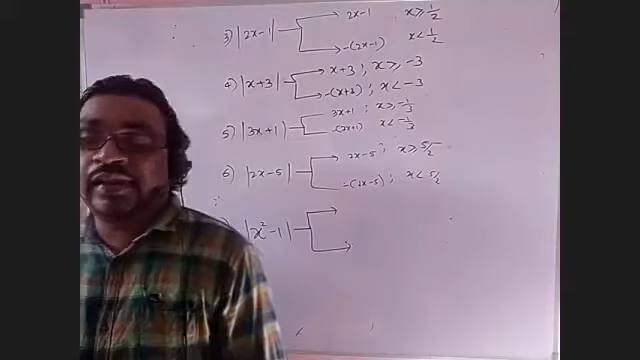 3) |2x-1| 2x-1 x≥1/2
-(2x-1) x<1/2
4) |x+3| x+3 ; x≥-3
-(x+3) ; x<-3
5) |3x+1| 3x+1 ; x≥-1/3
-(3x+1) x<-1/3
6) |2x-5| 2x-5 ; x≥5/2
-(2x-5) ; x<5/2
|x²-1|